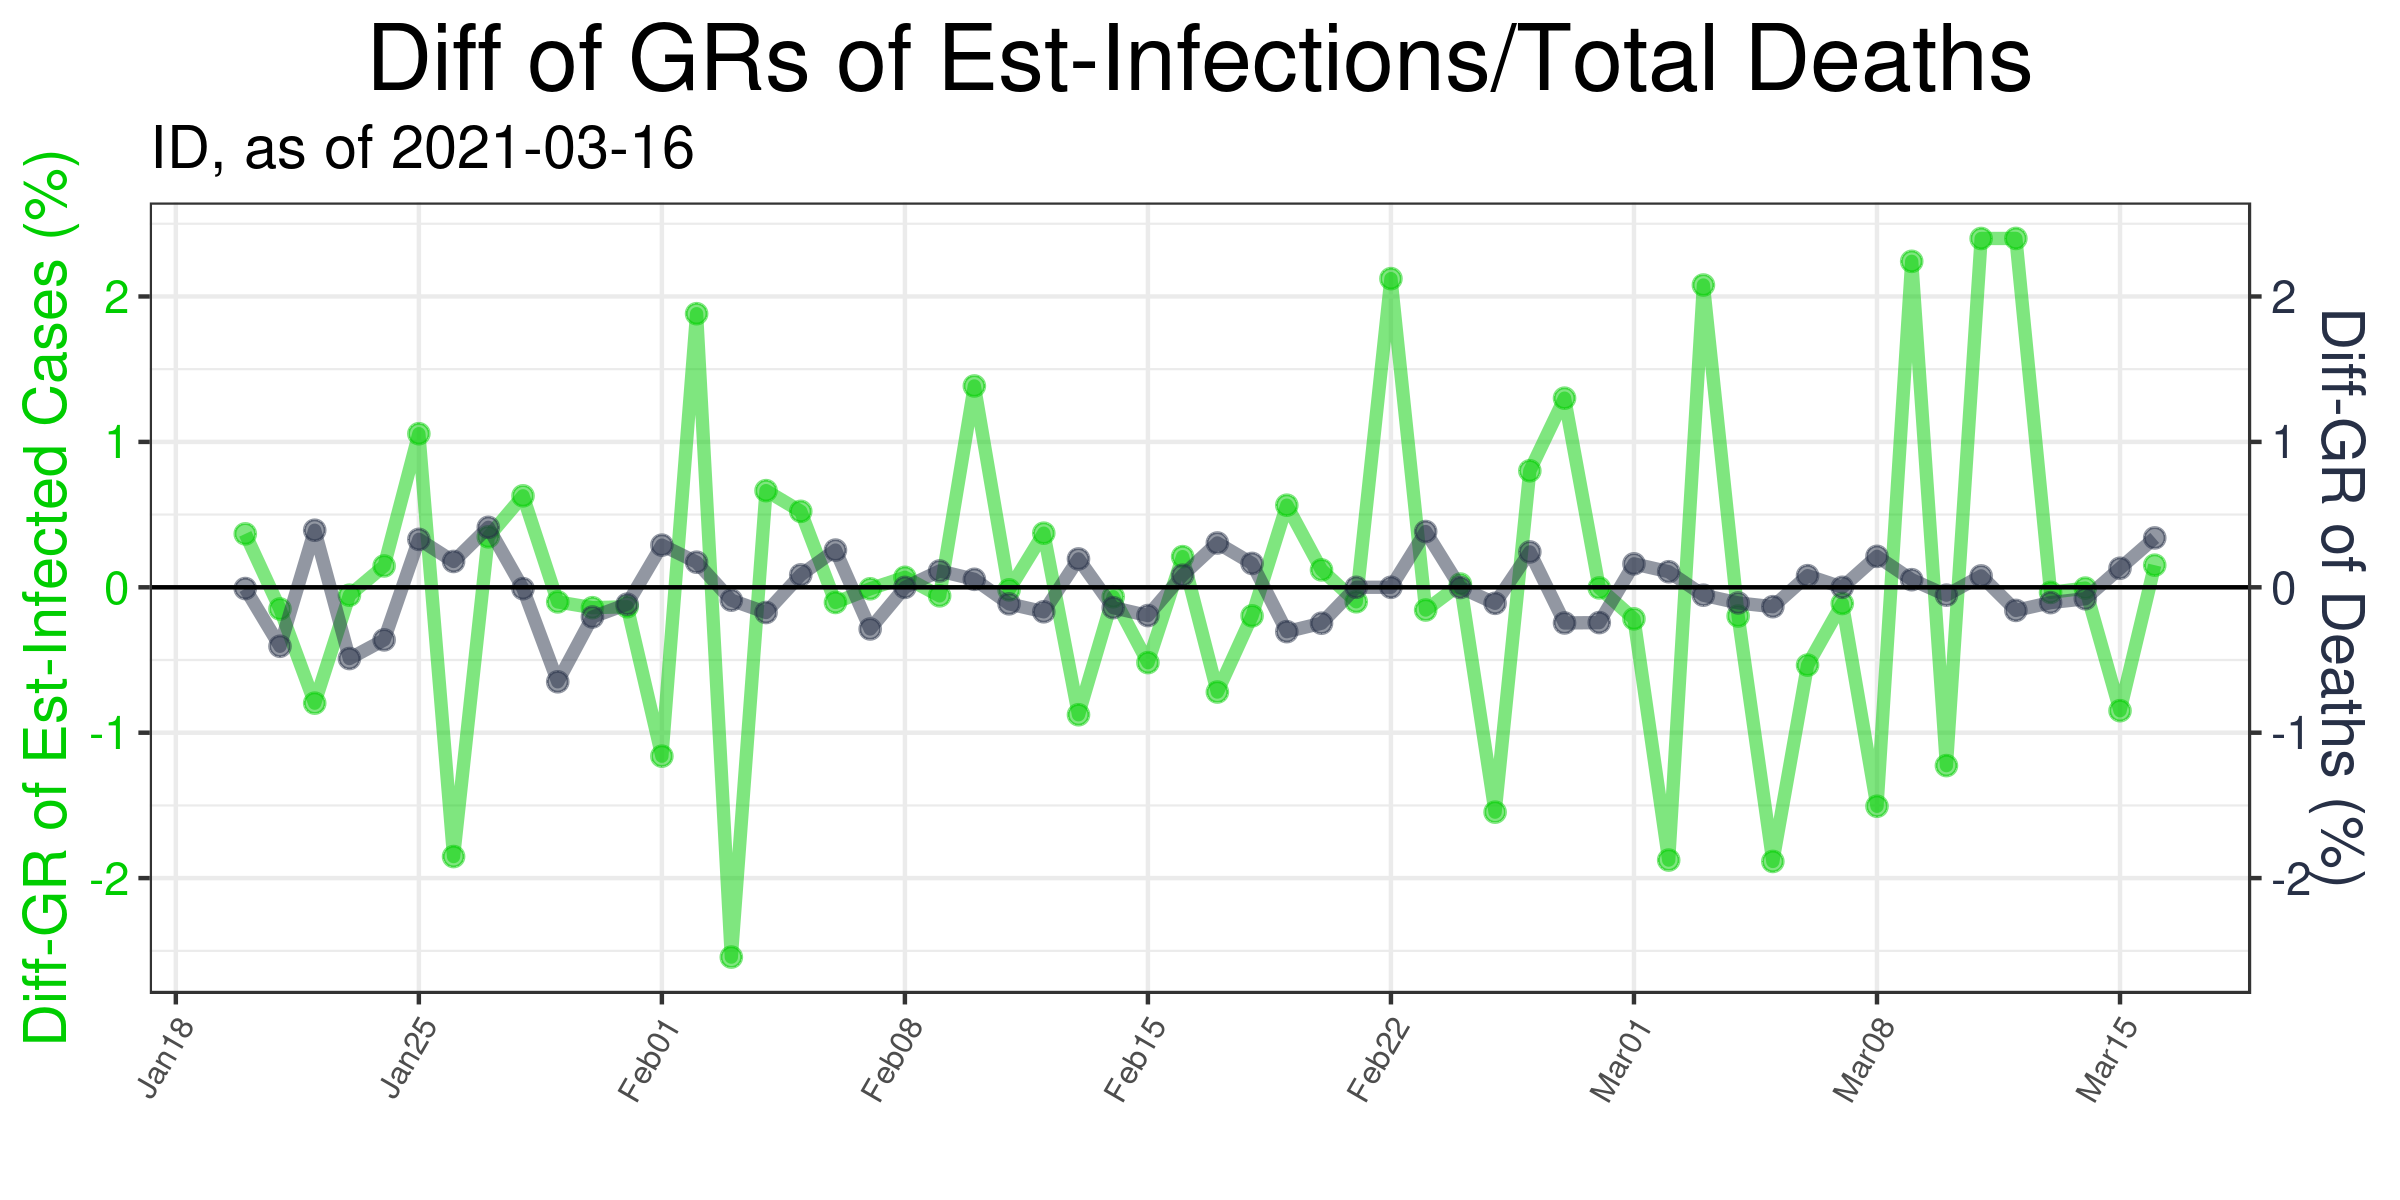 Diff of GRs of Est-Infections/Total Deaths
ID, as of 2021-03-16
Diff-GR of Est-Infected Cases (%)
2
1
0
-1
-2
2
1
0
-1
-2
Diff-GR of Deaths (%)
Jan18
Jan25
Feb01
Feb08
Feb15
Feb22
Mar01
Mar08
Mar15